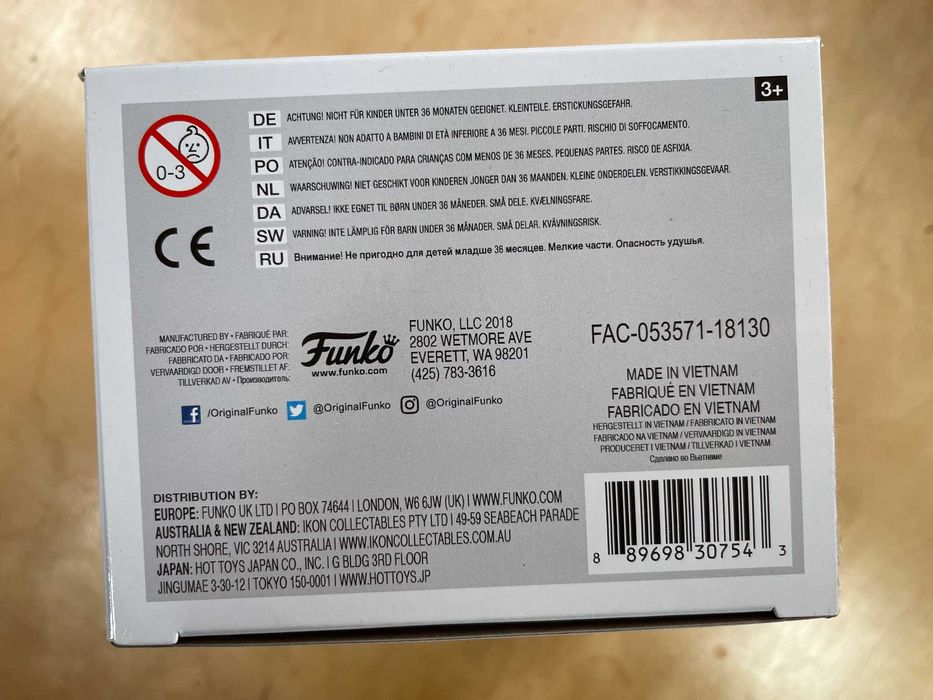 3+
0-3
DE ACHTUNG! NICHT FÜR KINDER UNTER 36 MONATEN GEEIGNET. KLEINTEILE. ERSTICKUNGSGEFAHR.
IT AVVERTENZA! NON ADATTO A BAMBINI DI ETÀ INFERIORE A 36 MESI. PICCOLE PARTI. RISCHIO DI SOFFOCAMENTO.
PO ATENÇÃO! CONTRA-INDICADO PARA CRIANÇAS COM MENOS DE 36 MESES. PEQUENAS PARTES. RISCO DE ASFIXIA.
NL WAARSCHUWING! NIET GESCHIKT VOOR KINDEREN JONGER DAN 36 MAANDEN. KLEINE ONDERDELEN. VERSTIKKINGSGEVAAR.
DA ADVARSEL! IKKE EGNET TIL BØRN UNDER 36 MÅNEDER. SMÅ DELE. KVÆLNINGSFARE.
SW VARNING! INTE LÄMPLIG FÖR BARN UNDER 36 MÅNADER. SMÅ DELAR. KVÄVNINGSRISK.
RU Внимание! Не пригодно для детей младше 36 месяцев. Мелкие части. Опасность удушья.
CE
MANUFACTURED BY • FABRIQUÉ PAR:
FABRICADO POR • HERGESTELLT DURCH:
FABBRICATO DA • FABRICADO POR:
VERVAARDIGD DOOR • FREMSTILLET AF:
TILLVERKAD AV • Производитель:
Funko
www.funko.com
FUNKO, LLC 2018
2802 WETMORE AVE
EVERETT, WA 98201
(425) 783-3616
/OriginalFunko @OriginalFunko @OriginalFunko
FAC-053571-18130
MADE IN VIETNAM
FABRIQUÉ EN VIETNAM
FABRICADO EN VIETNAM
HERGESTELLT IN VIETNAM / FABBRICATO IN VIETNAM
FABRICADO NA VIETNAM / VERVAARDIGD IN VIETNAM
PRODUCERET I VIETNAM / TILLVERKAD I VIETNAM
Сделано во Вьетнаме
DISTRIBUTION BY:
EUROPE: FUNKO UK LTD I PO BOX 74644 I LONDON, W6 6JW (UK) I WWW.FUNKO.COM
AUSTRALIA & NEW ZEALAND: IKON COLLECTABLES PTY LTD I 49-59 SEABEACH PARADE
NORTH SHORE, VIC 3214 AUSTRALIA I WWW.IKONCOLLECTABLES.COM.AU
JAPAN: HOT TOYS JAPAN CO., INC. I G BLDG 3RD FLOOR
JINGUMAE 3-30-12 I TOKYO 150-0001 I WWW.HOTTOYS.JP
8 89698 30754 3